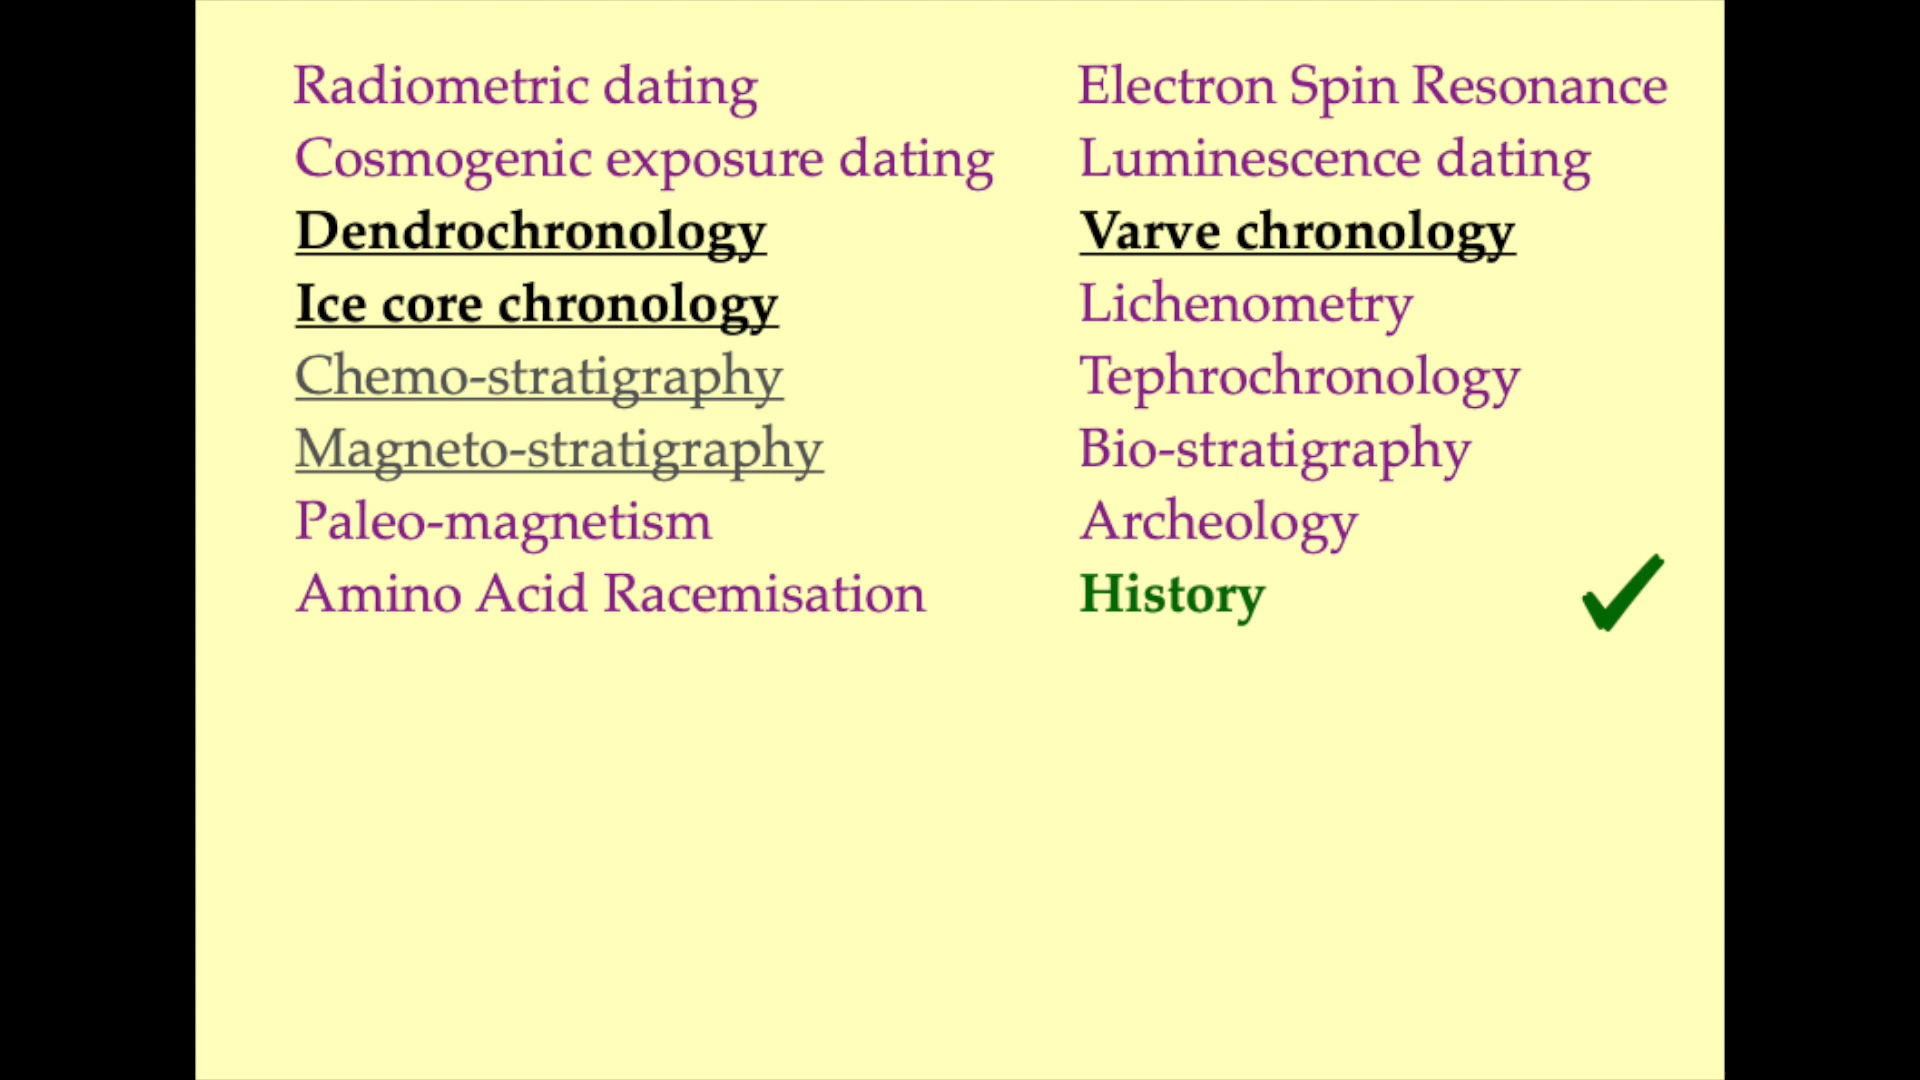 Radiometric dating
Cosmogenic exposure dating
Dendrochronology
Ice core chronology
Chemo-stratigraphy
Magneto-stratigraphy
Paleo-magnetism
Amino Acid Racemisation
Electron Spin Resonance
Luminescence dating
Varve chronology
Lichenometry
Tephrochronology
Bio-stratigraphy
Archeology
History